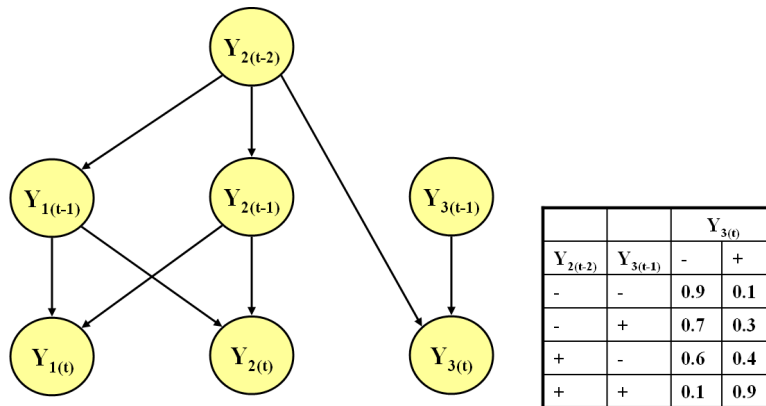 Y2(t-2)
Y1(t-1) Y2(t-1) Y3(t-1)
Y1(t) Y2(t) Y3(t)
Y3(t)
Y2(t-2) Y3(t-1) - +
- - 0.9 0.1
- + 0.7 0.3
+ - 0.6 0.4
+ + 0.1 0.9